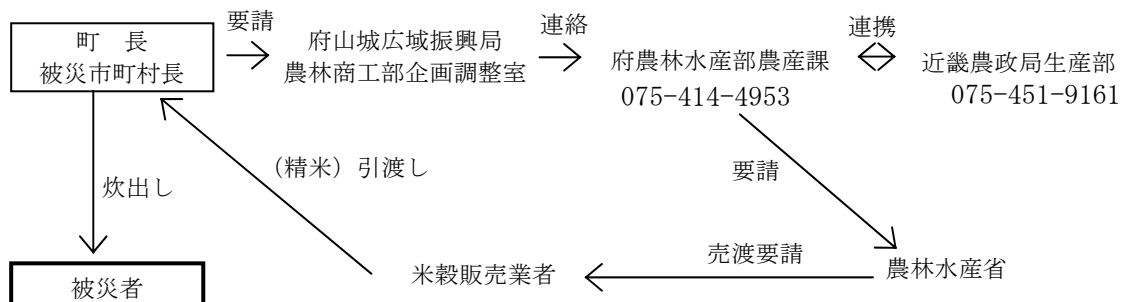 要請
連絡
連携
町　長
被災市町村長
府山城広域振興局
農林商工部企画調整室
府農林水産部農産課
075-414-4953
近畿農政局生産部
075-451-9161
(精米) 引渡し
炊出し
要請
売渡要請
米穀販売業者
農林水産省
被災者